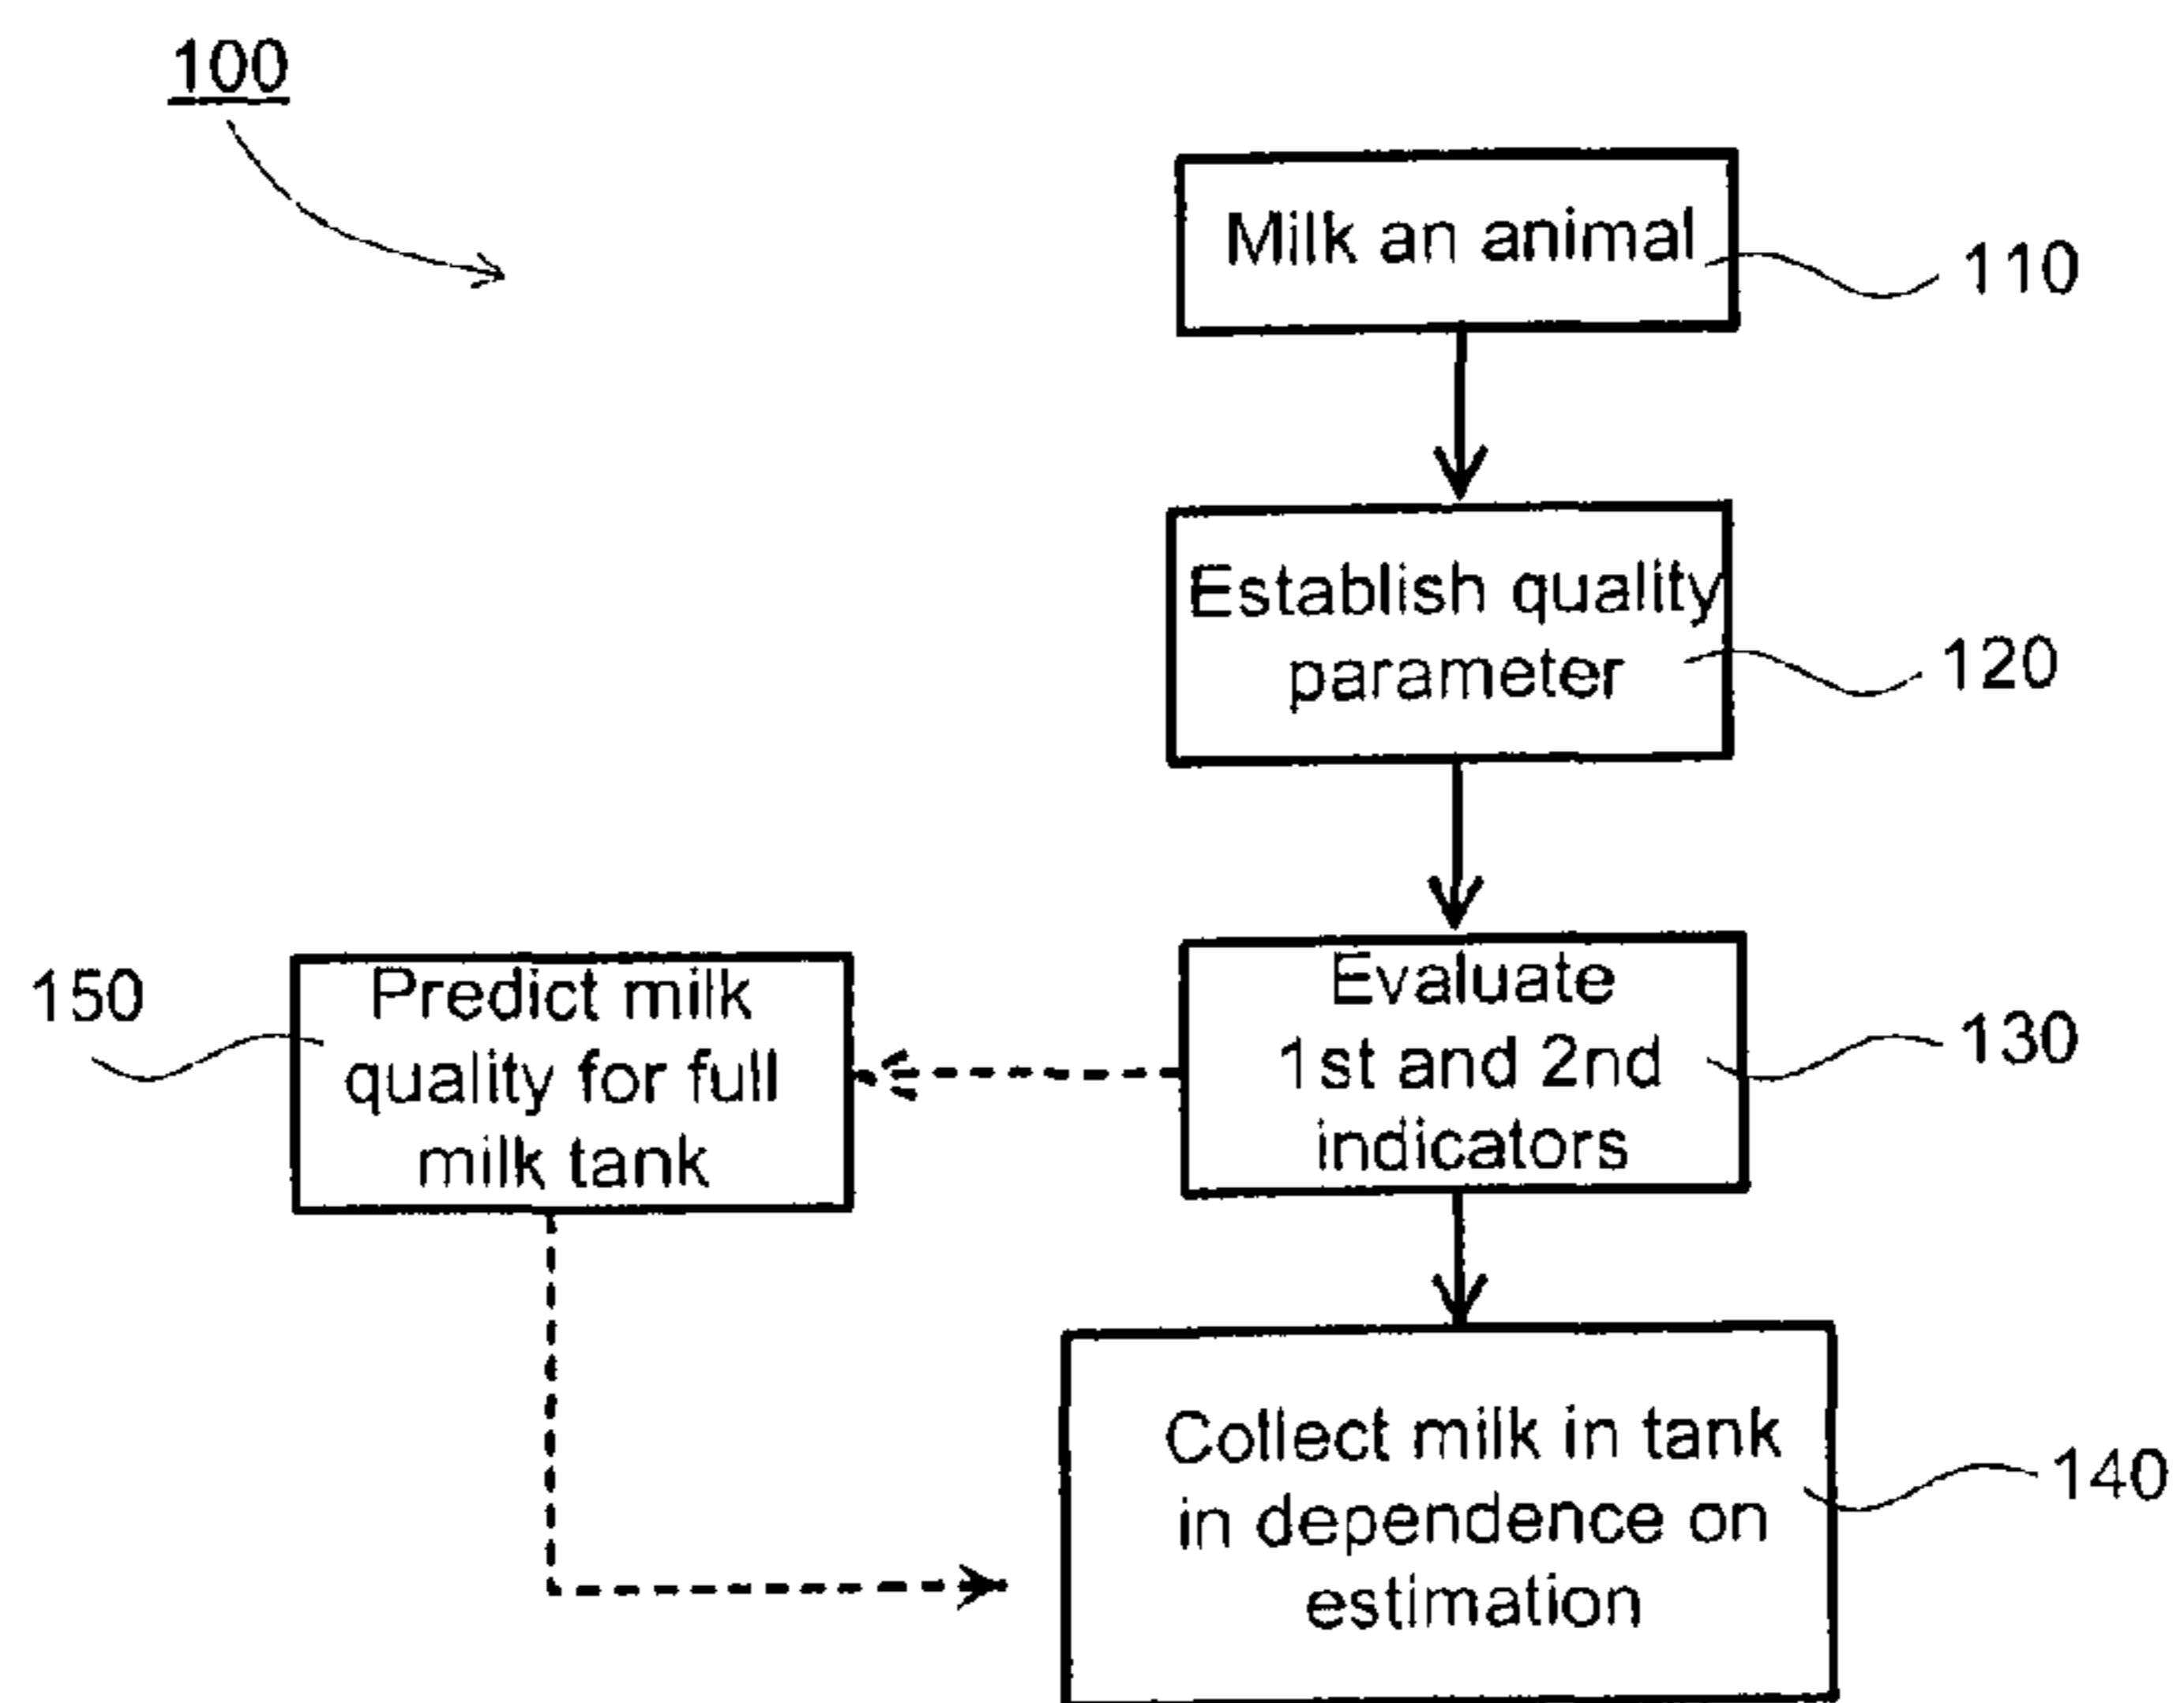 100
Milk an animal
110
Establish quality
parameter
120
Evaluate
1st and 2nd
indicators
130
150
Predict milk
quality for full
milk tank
Collect milk in tank
in dependence on
estimation
140